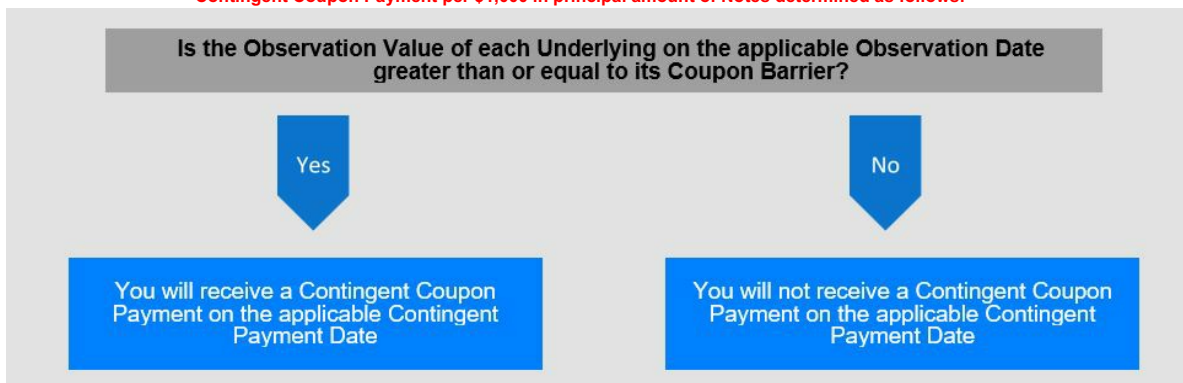 Contingent Coupon Payment per $1,000 in principal amount of Notes determined as follows:
Is the Observation Value of each Underlying on the applicable Observation Date
greater than or equal to its Coupon Barrier?
Yes
No
You will receive a Contingent Coupon
Payment on the applicable Contingent
Payment Date
You will not receive a Contingent Coupon
Payment on the applicable Contingent
Payment Date